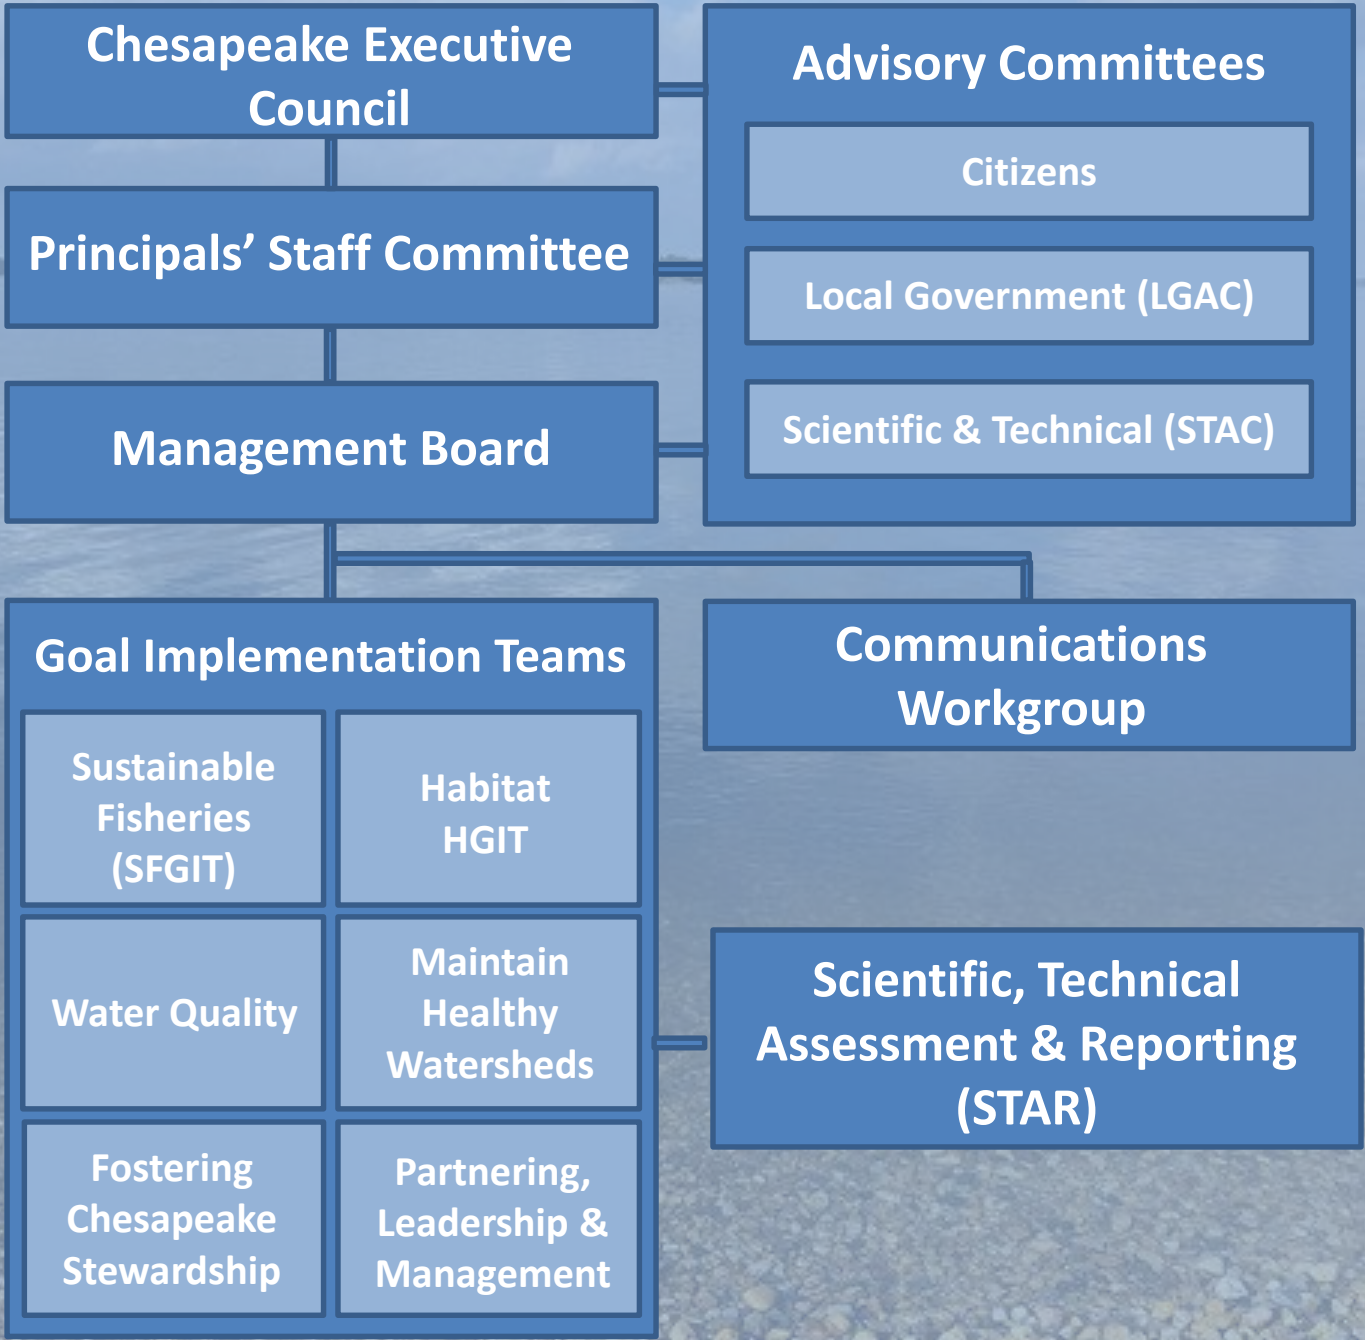 Chesapeake Executive
Council
Advisory Committees
Citizens
Local Government (LGAC)
Scientific & Technical (STAC)
Principals’ Staff Committee
Management Board
Goal Implementation Teams
Sustainable
Fisheries
(SFGIT)
Habitat
HGIT
Water Quality
Maintain
Healthy
Watersheds
Fostering
Chesapeake
Stewardship
Partnering,
Leadership &
Management
Communications
Workgroup
Scientific, Technical
Assessment & Reporting
(STAR)